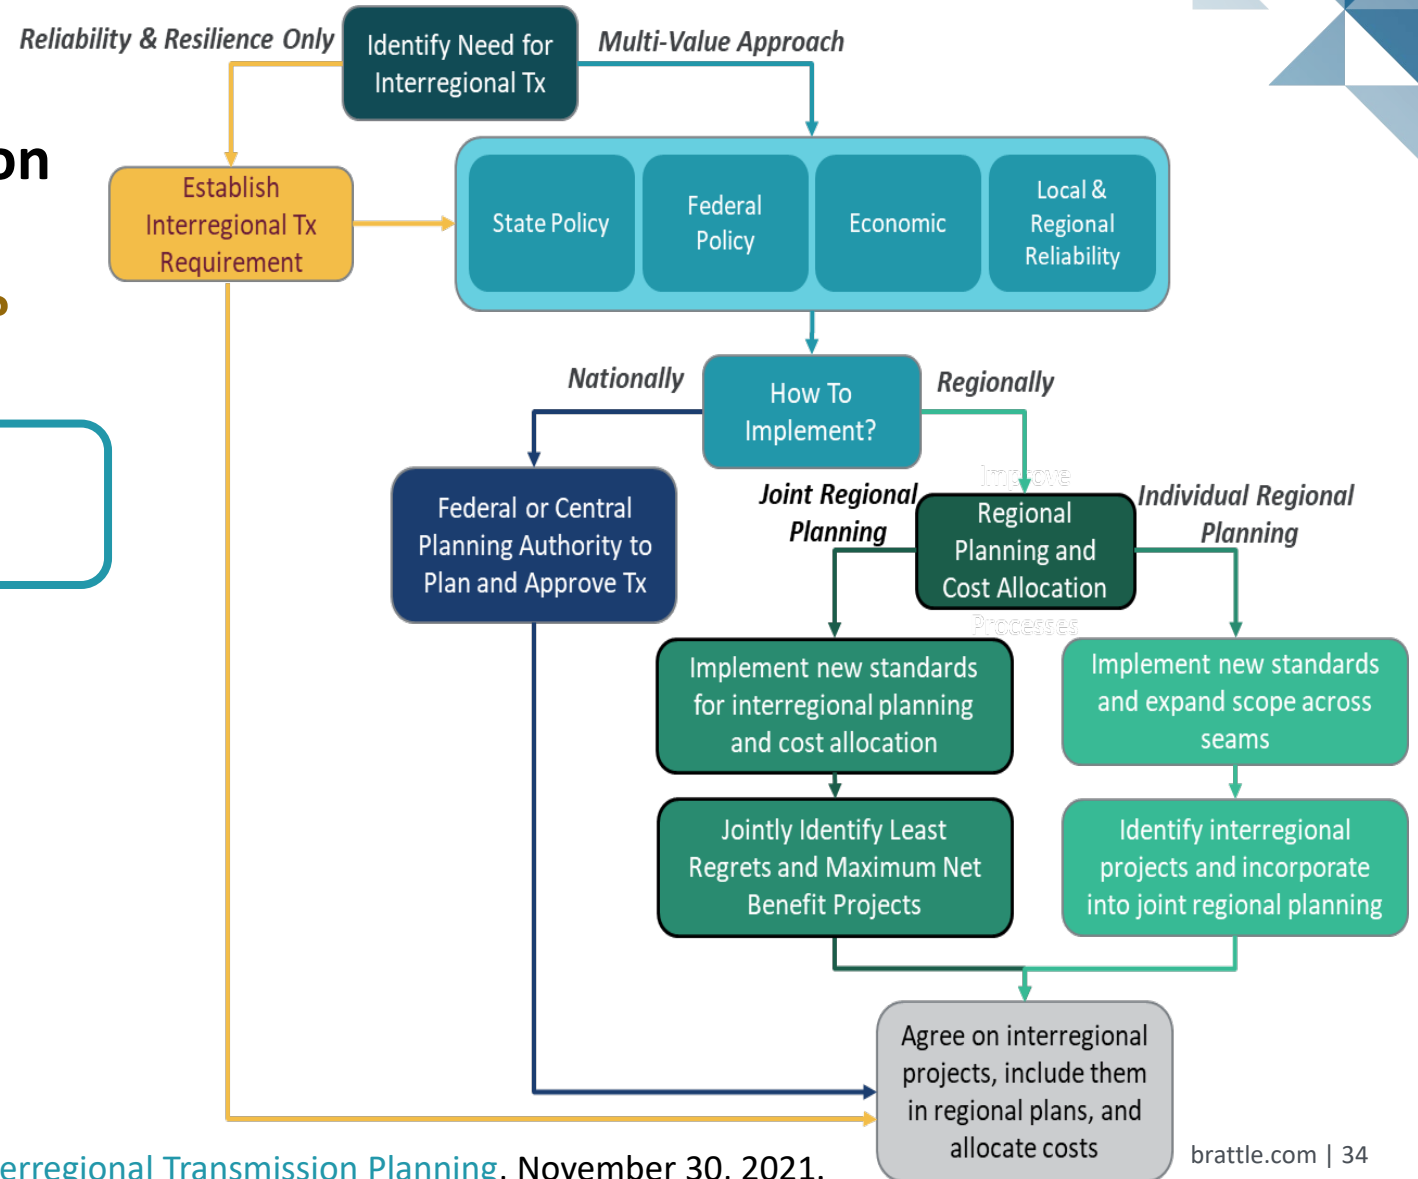 Reliability & Resilience Only
Identify Need for
Interregional Tx
Multi-Value Approach
on
Establish
Interregional Tx
Requirement
State Policy
Federal
Policy
Economic
Local &
Regional
Reliability
?
Nationally
How To
Implement?
Regionally
Federal or Central
Planning Authority to
Plan and Approve Tx
Joint Regional
Planning
Improve
Regional
Planning and
Cost Allocation
Processes
Individual Regional
Planning
Implement new standards
for interregional planning
and cost allocation
Implement new standards
and expand scope across
seams
Jointly Identify Least
Regrets and Maximum Net
Benefit Projects
Identify interregional
projects and incorporate
into joint regional planning
Agree on interregional
projects, include them
in regional plans, and
allocate costs
erregional Transmission Planning, November 30, 2021.
brattle.com | 34